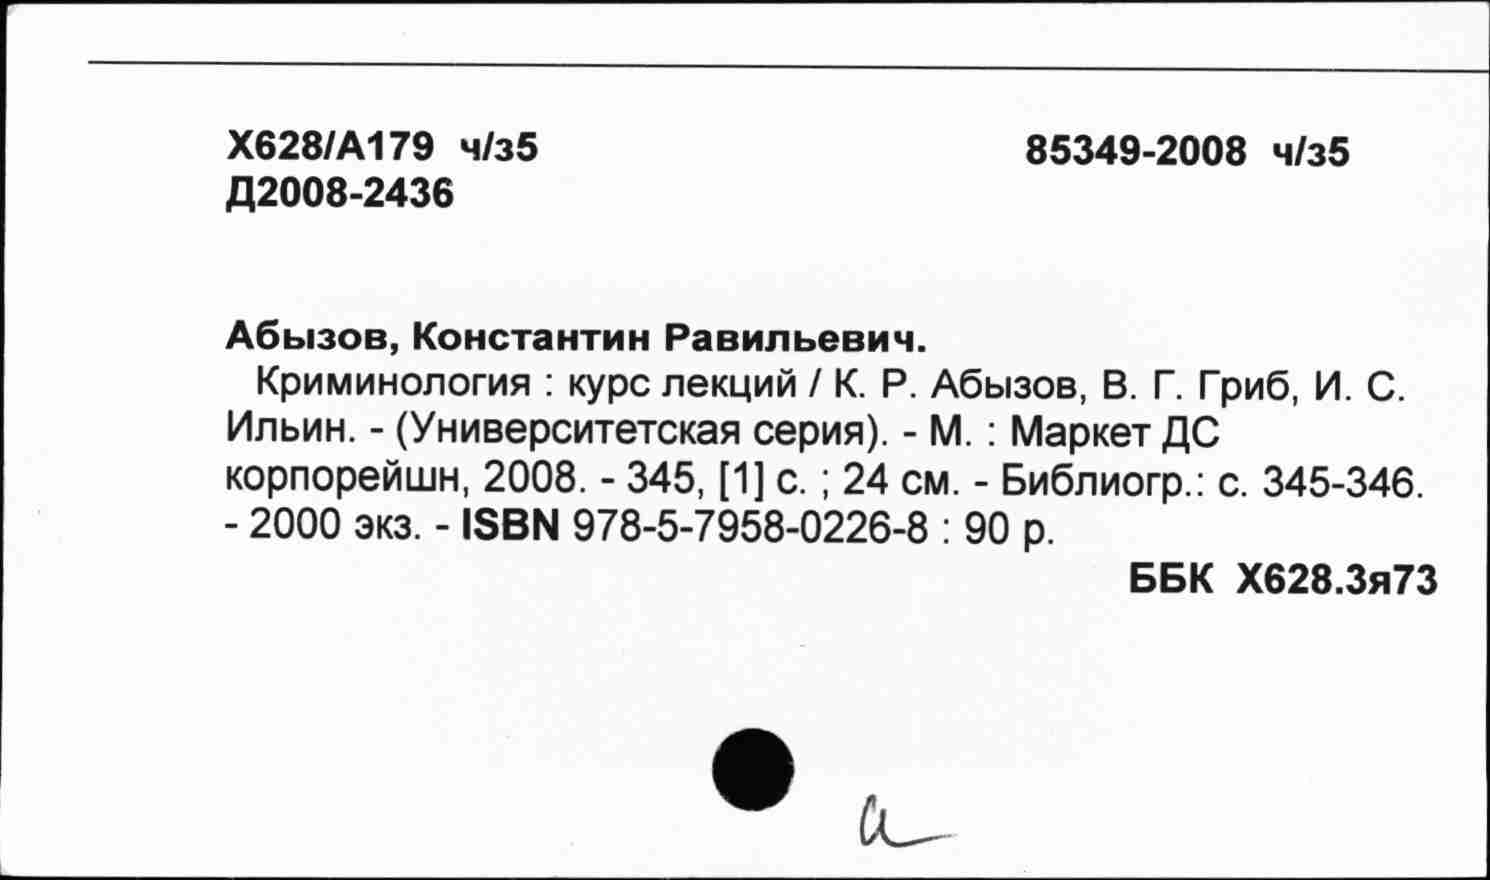 Х628/А179 ч/з5 85349-2008 ч/з5
Д2008-2436
Абызов, Константин Равильевич.
Криминология : курс лекций / К. Р. Абызов, В. Г. Гриб, И. С.
Ильин. - (Университетская серия). - М. : Маркет ДС
корпорейшн, 2008. - 345, [1] с. ; 24 см. - Библиогр.: с. 345-346.
- 2000 экз. - ISBN 978-5-7958-0226-8 : 90 р.
ББК Х628.3я73
а